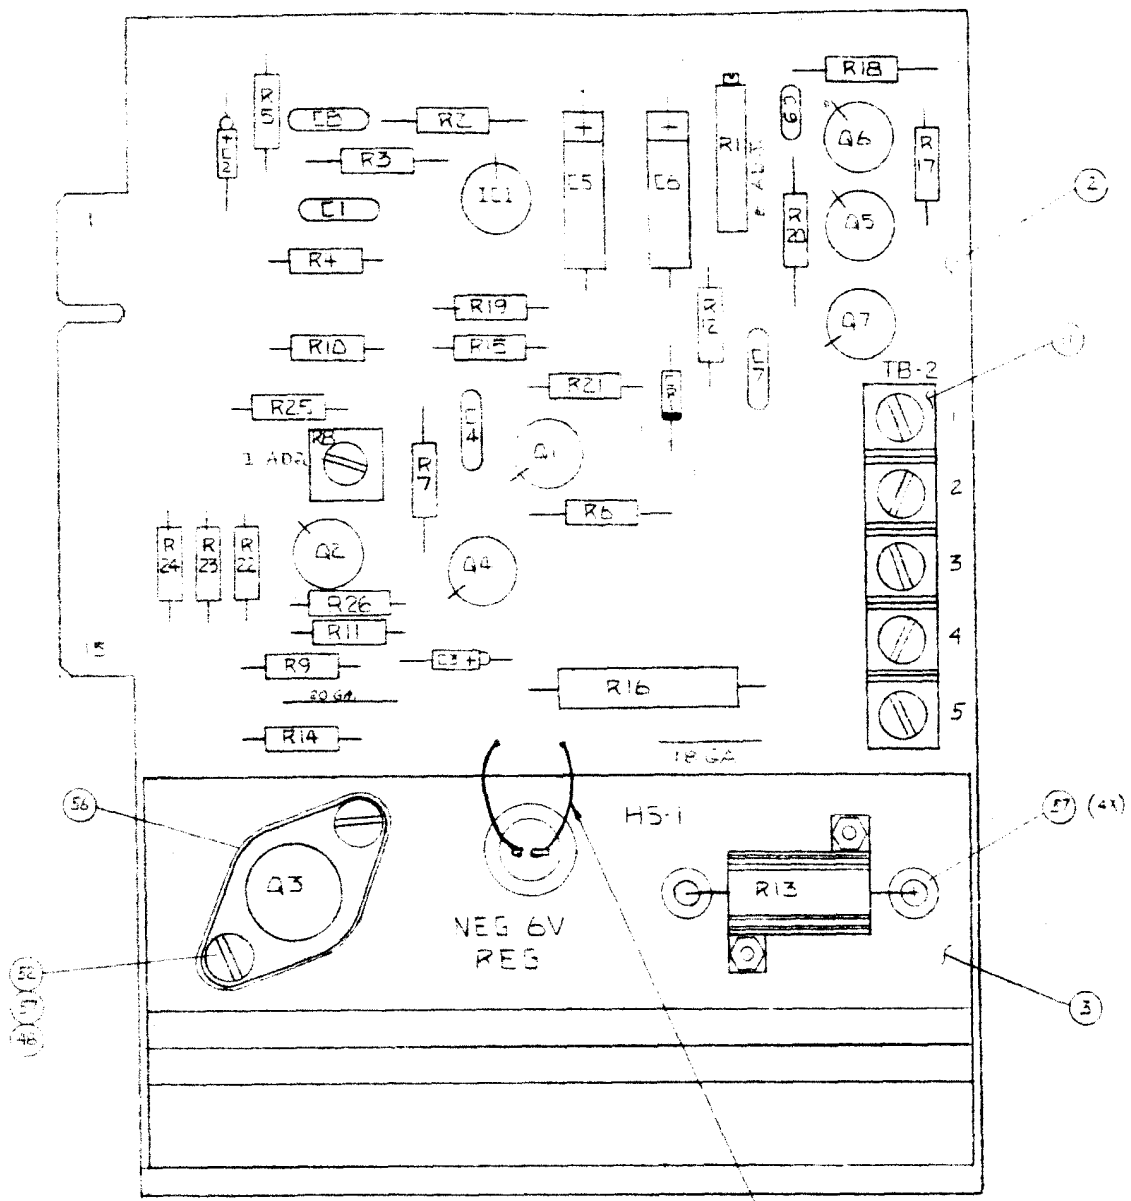 R18
R5
C8
R2
+
C2
R3
+
C5
+
C6
R1
C9
Q6
R17
IC1
2
1
C1
R20
Q5
R4
R19
R12
Q7
R10
R15
C7
TB-2
R21
R25
C4
1
R8
R7
Q1
2
R6
R24
R23
R22
Q2
3
Q4
R26
R11
4
15
R9
C3 +
20 GA.
R16
5
R14
18 GA
56
HS-1
57 (4X)
Q3
R13
NEG 6V
REG
52
3
48